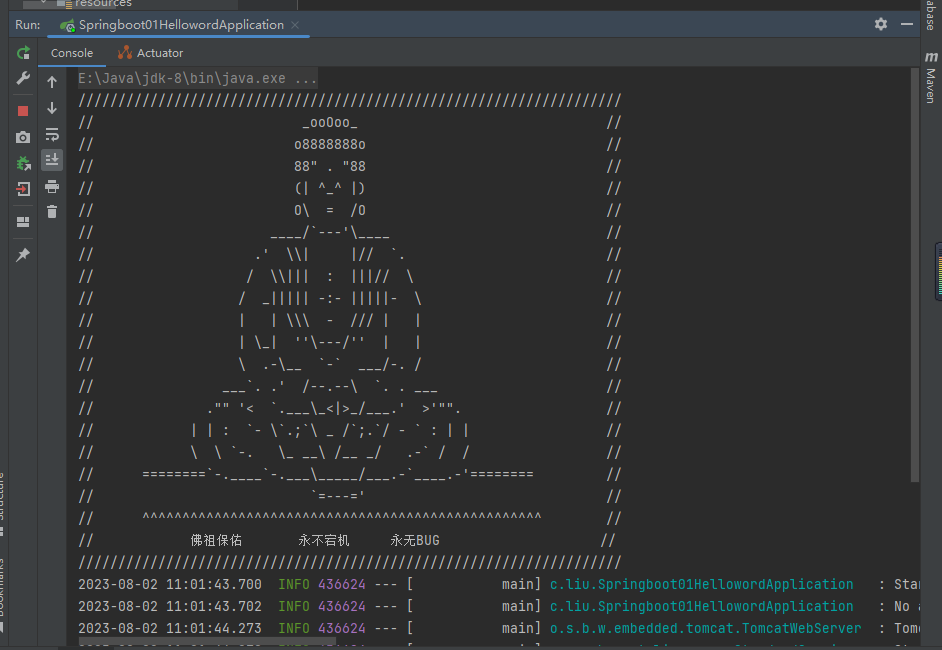 resources
Run: Springboot01HellowordApplication ×
Console Actuator
E:\Java\jdk-8\bin\java.exe ...
////////////////////////////////////////////////////////////////////
//                          _ooOoo_                               //
//                         o8888888o                              //
//                         88" . "88                              //
//                         (| ^_^ |)                              //
//                         O\  =  /O                              //
//                      ____/`---'\____                           //
//                    .'  \\|     |//  `.                         //
//                   /  \\|||  :  |||//  \                        //
//                  /  _||||| -:- |||||-  \                       //
//                  |   | \\\  -  /// |   |                       //
//                  | \_|  ''\---/''  |   |                       //
//                  \  .-\__  `-`  ___/-. /                       //
//                ___`. .'  /--.--\  `. . ___                     //
//              ."" '<  `.___\_<|>_/___.'  >'"".                  //
//            | | :  `- \`.;`\ _ /`;.`/ - ` : | |                 //
//            \  \ `-.   \_ __\ /__ _/   .-` /  /                 //
//      ========`-.____`-.___\_____/___.-`____.-'========         //
//                           `=---='                              //
//      ^^^^^^^^^^^^^^^^^^^^^^^^^^^^^^^^^^^^^^^^^^^^^^^^^^        //
//            佛祖保佑       永不宕机     永无BUG                    //
////////////////////////////////////////////////////////////////////
2023-08-02 11:01:43.700  INFO 436624 --- [           main] c.liu.Springboot01HellowordApplication   : Sta
2023-08-02 11:01:43.702  INFO 436624 --- [           main] c.liu.Springboot01HellowordApplication   : No
2023-08-02 11:01:44.273  INFO 436624 --- [           main] o.s.b.w.embedded.tomcat.TomcatWebServer  : Tom
m Maven